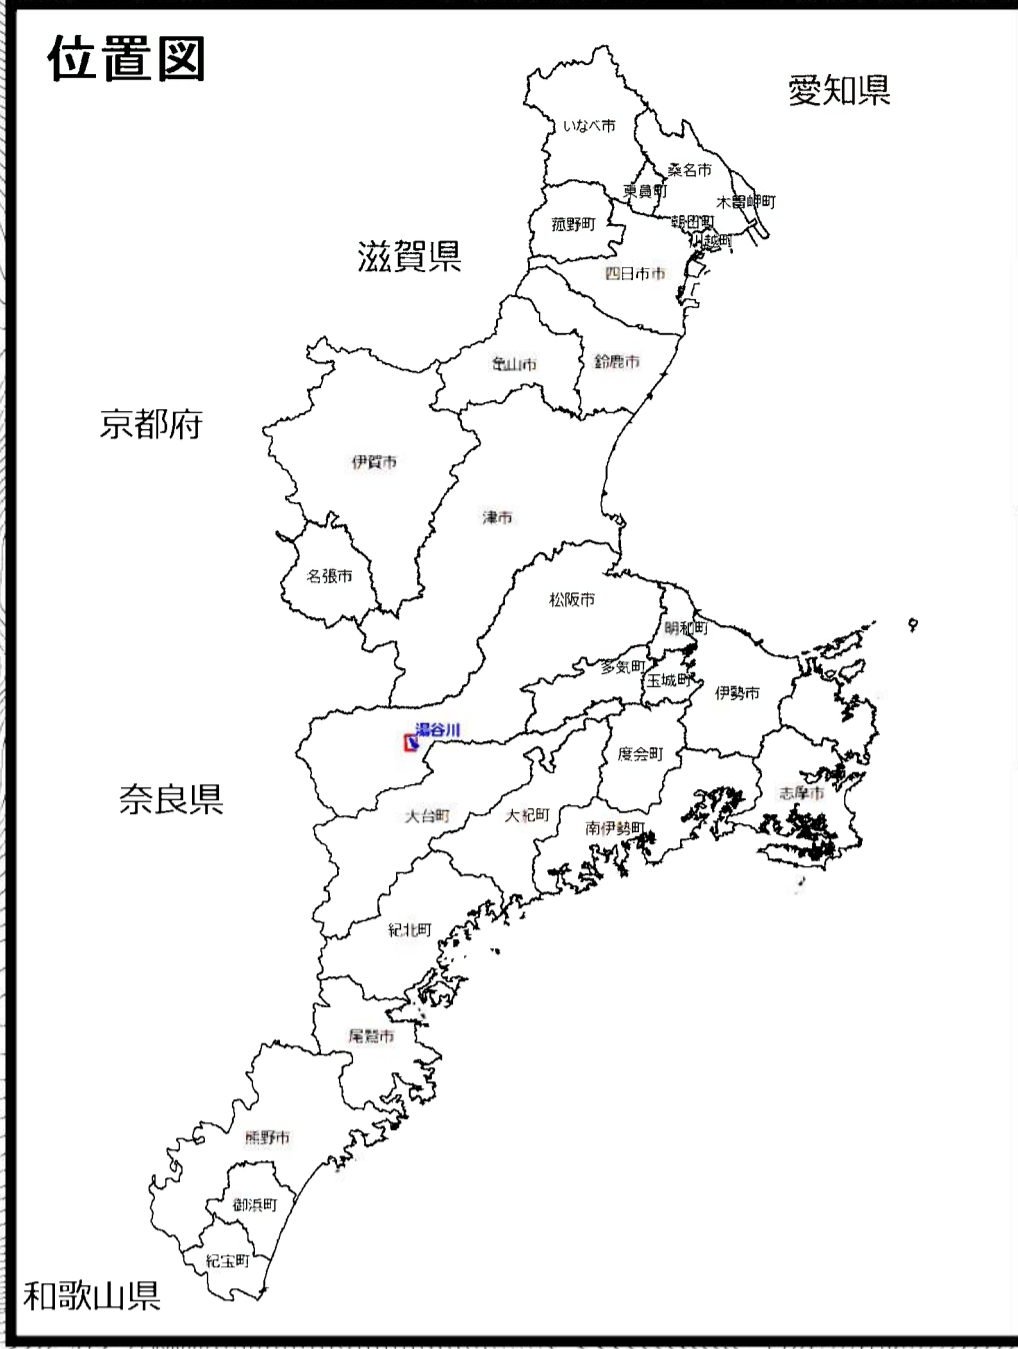 位置図
愛知県
いなべ市
桑名市
東員町
木曽岬町
菰野町
朝日町
川越町
滋賀県
四日市市
亀山市
鈴鹿市
京都府
伊賀市
津市
名張市
松阪市
明和町
多気町
玉城町
伊勢市
湯谷川
度会町
奈良県
志摩市
大台町
大紀町
南伊勢町
紀北町
尾鷲市
熊野市
御浜町
紀宝町
和歌山県